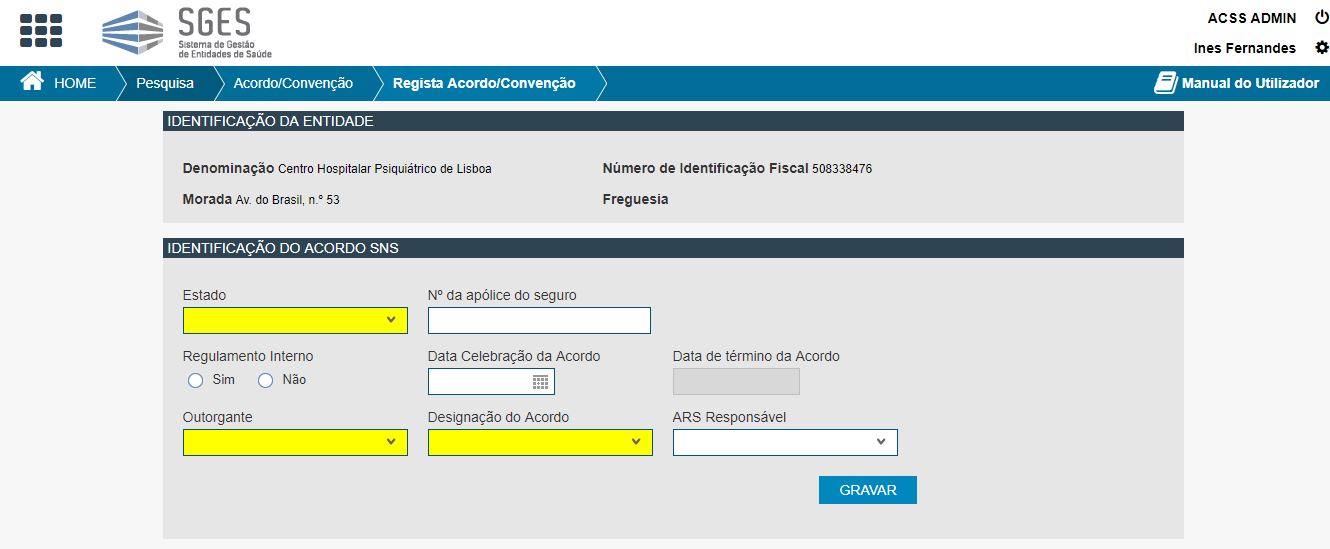 SGES
Sistema de Gestão
de Entidades de Saúde
ACSS ADMIN
Ines Fernandes
HOME Pesquisa Acordo/Convenção Regista Acordo/Convenção Manual do Utilizador
IDENTIFICAÇÃO DA ENTIDADE
Denominação Centro Hospitalar Psiquiátrico de Lisboa Número de Identificação Fiscal 508338476
Morada Av. do Brasil, n.º 53 Freguesia
IDENTIFICAÇÃO DO ACORDO SNS
Estado Nº da apólice do seguro
Regulamento Interno Data Celebração da Acordo Data de término da Acordo
Sim Não
Outorgante Designação do Acordo ARS Responsável
GRAVAR